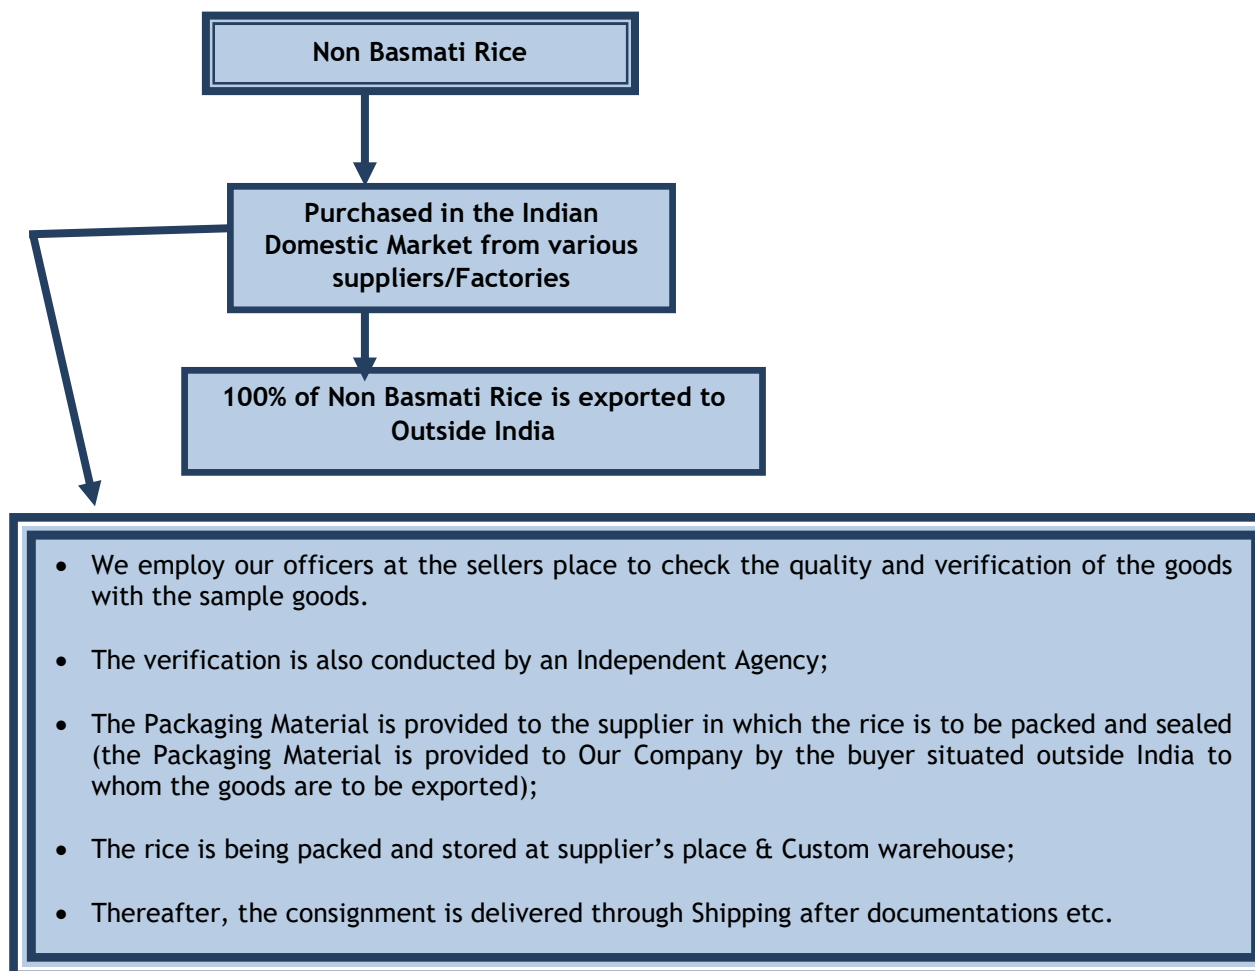 Non Basmati Rice
Purchased in the Indian
Domestic Market from various
suppliers/Factories
100% of Non Basmati Rice is exported to
Outside India
• We employ our officers at the sellers place to check the quality and verification of the goods
with the sample goods.
• The verification is also conducted by an Independent Agency;
• The Packaging Material is provided to the supplier in which the rice is to be packed and sealed
(the Packaging Material is provided to Our Company by the buyer situated outside India to
whom the goods are to be exported);
• The rice is being packed and stored at supplier’s place & Custom warehouse;
• Thereafter, the consignment is delivered through Shipping after documentations etc.